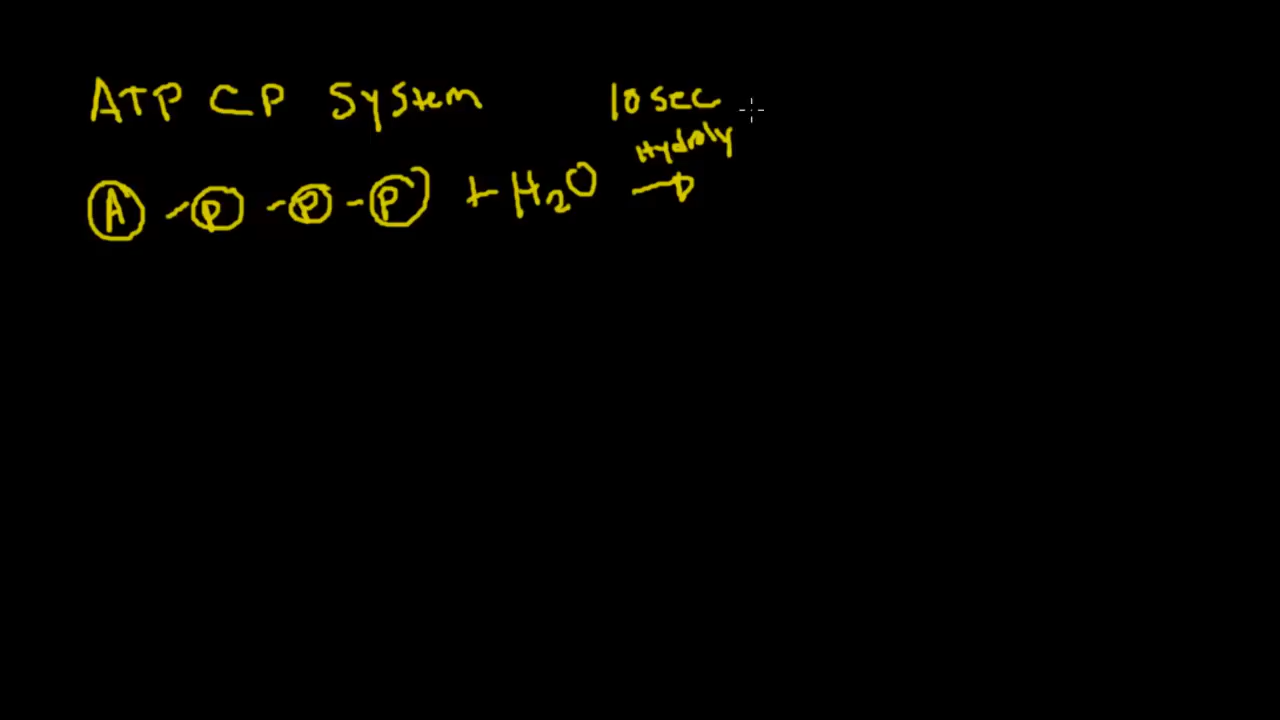 ATP CP System 10 sec
Hydroly
A - P - P - P + H2O →